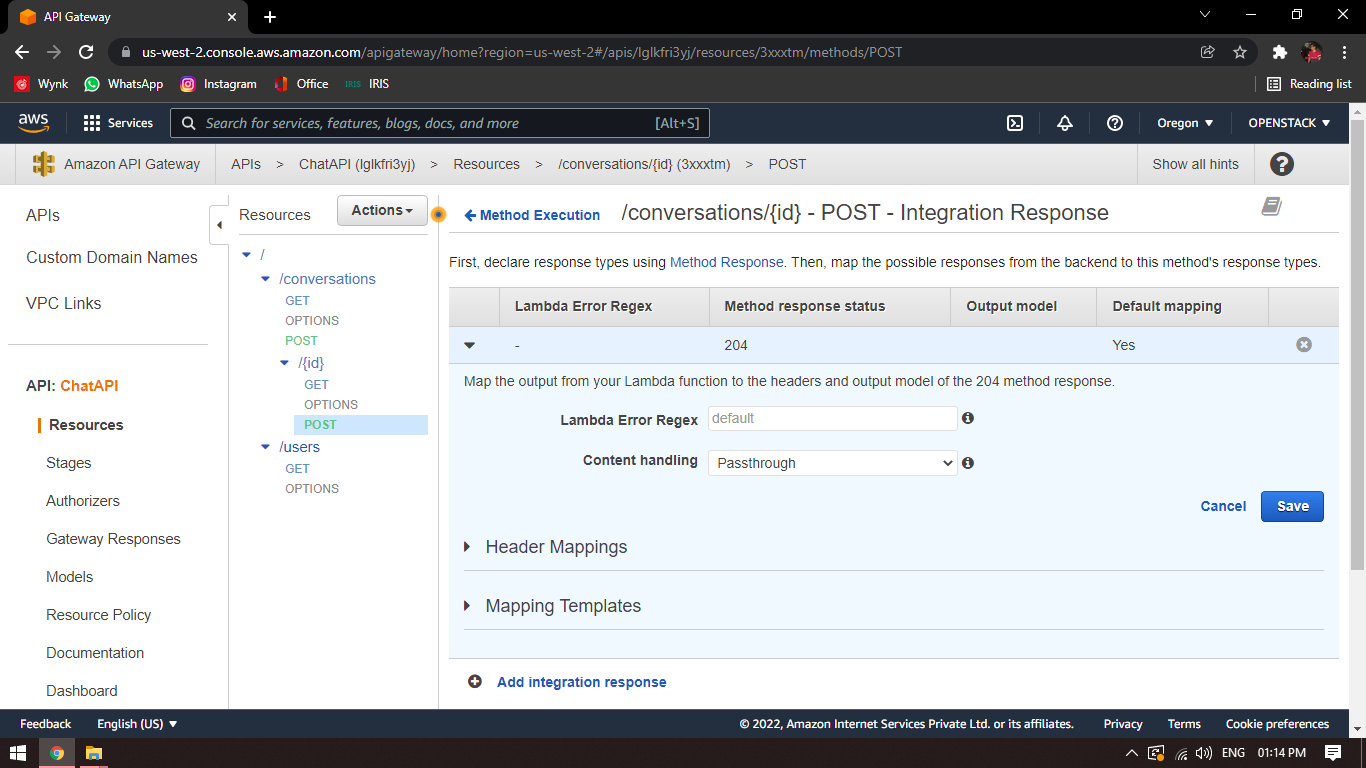 API Gateway
us-west-2.console.aws.amazon.com/apigateway/home?region=us-west-2#/apis/lglkfri3yj/resources/3xxxtm/methods/POST
Wynk WhatsApp Instagram Office IRIS IRIS Reading list
aws Services Search for services, features, blogs, docs, and more [Alt+S] Oregon OPENSTACK
Amazon API Gateway APIs > ChatAPI (lglkfri3yj) > Resources > /conversations/{id} (3xxxtm) > POST Show all hints
APIs
Custom Domain Names
VPC Links
API: ChatAPI
Resources
Stages
Authorizers
Gateway Responses
Models
Resource Policy
Documentation
Dashboard
Resources Actions
/
/conversations
GET
OPTIONS
POST
/{id}
GET
OPTIONS
POST
/users
GET
OPTIONS
Method Execution /conversations/{id} - POST - Integration Response
First, declare response types using Method Response. Then, map the possible responses from the backend to this method's response types.
Lambda Error Regex Method response status Output model Default mapping
- 204 Yes
Map the output from your Lambda function to the headers and output model of the 204 method response.
Lambda Error Regex default
Content handling Passthrough
Cancel Save
Header Mappings
Mapping Templates
Add integration response
Feedback English (US) © 2022, Amazon Internet Services Private Ltd. or its affiliates. Privacy Terms Cookie preferences
ENG 01:14 PM